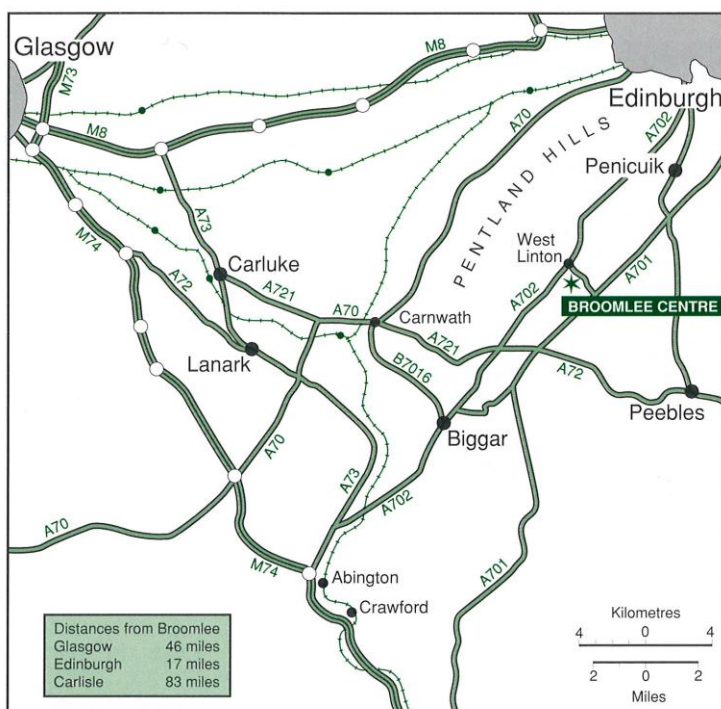 Glasgow
M73
M8
M8
Edinburgh
A70
A702
PENTLAND HILLS
Penicuik
A73
M74
West
Linton
A701
Carluke
A72
A721
A702
BROOMLEE CENTRE
A70
Carnwath
Lanark
A721
B7016
A72
Peebles
Biggar
A70
A73
A702
A70
M74
A701
Abington
Crawford
Distances from Broomlee
Glasgow 46 miles
Edinburgh 17 miles
Carlisle 83 miles
Kilometres
4 0 4
2 0 2
Miles